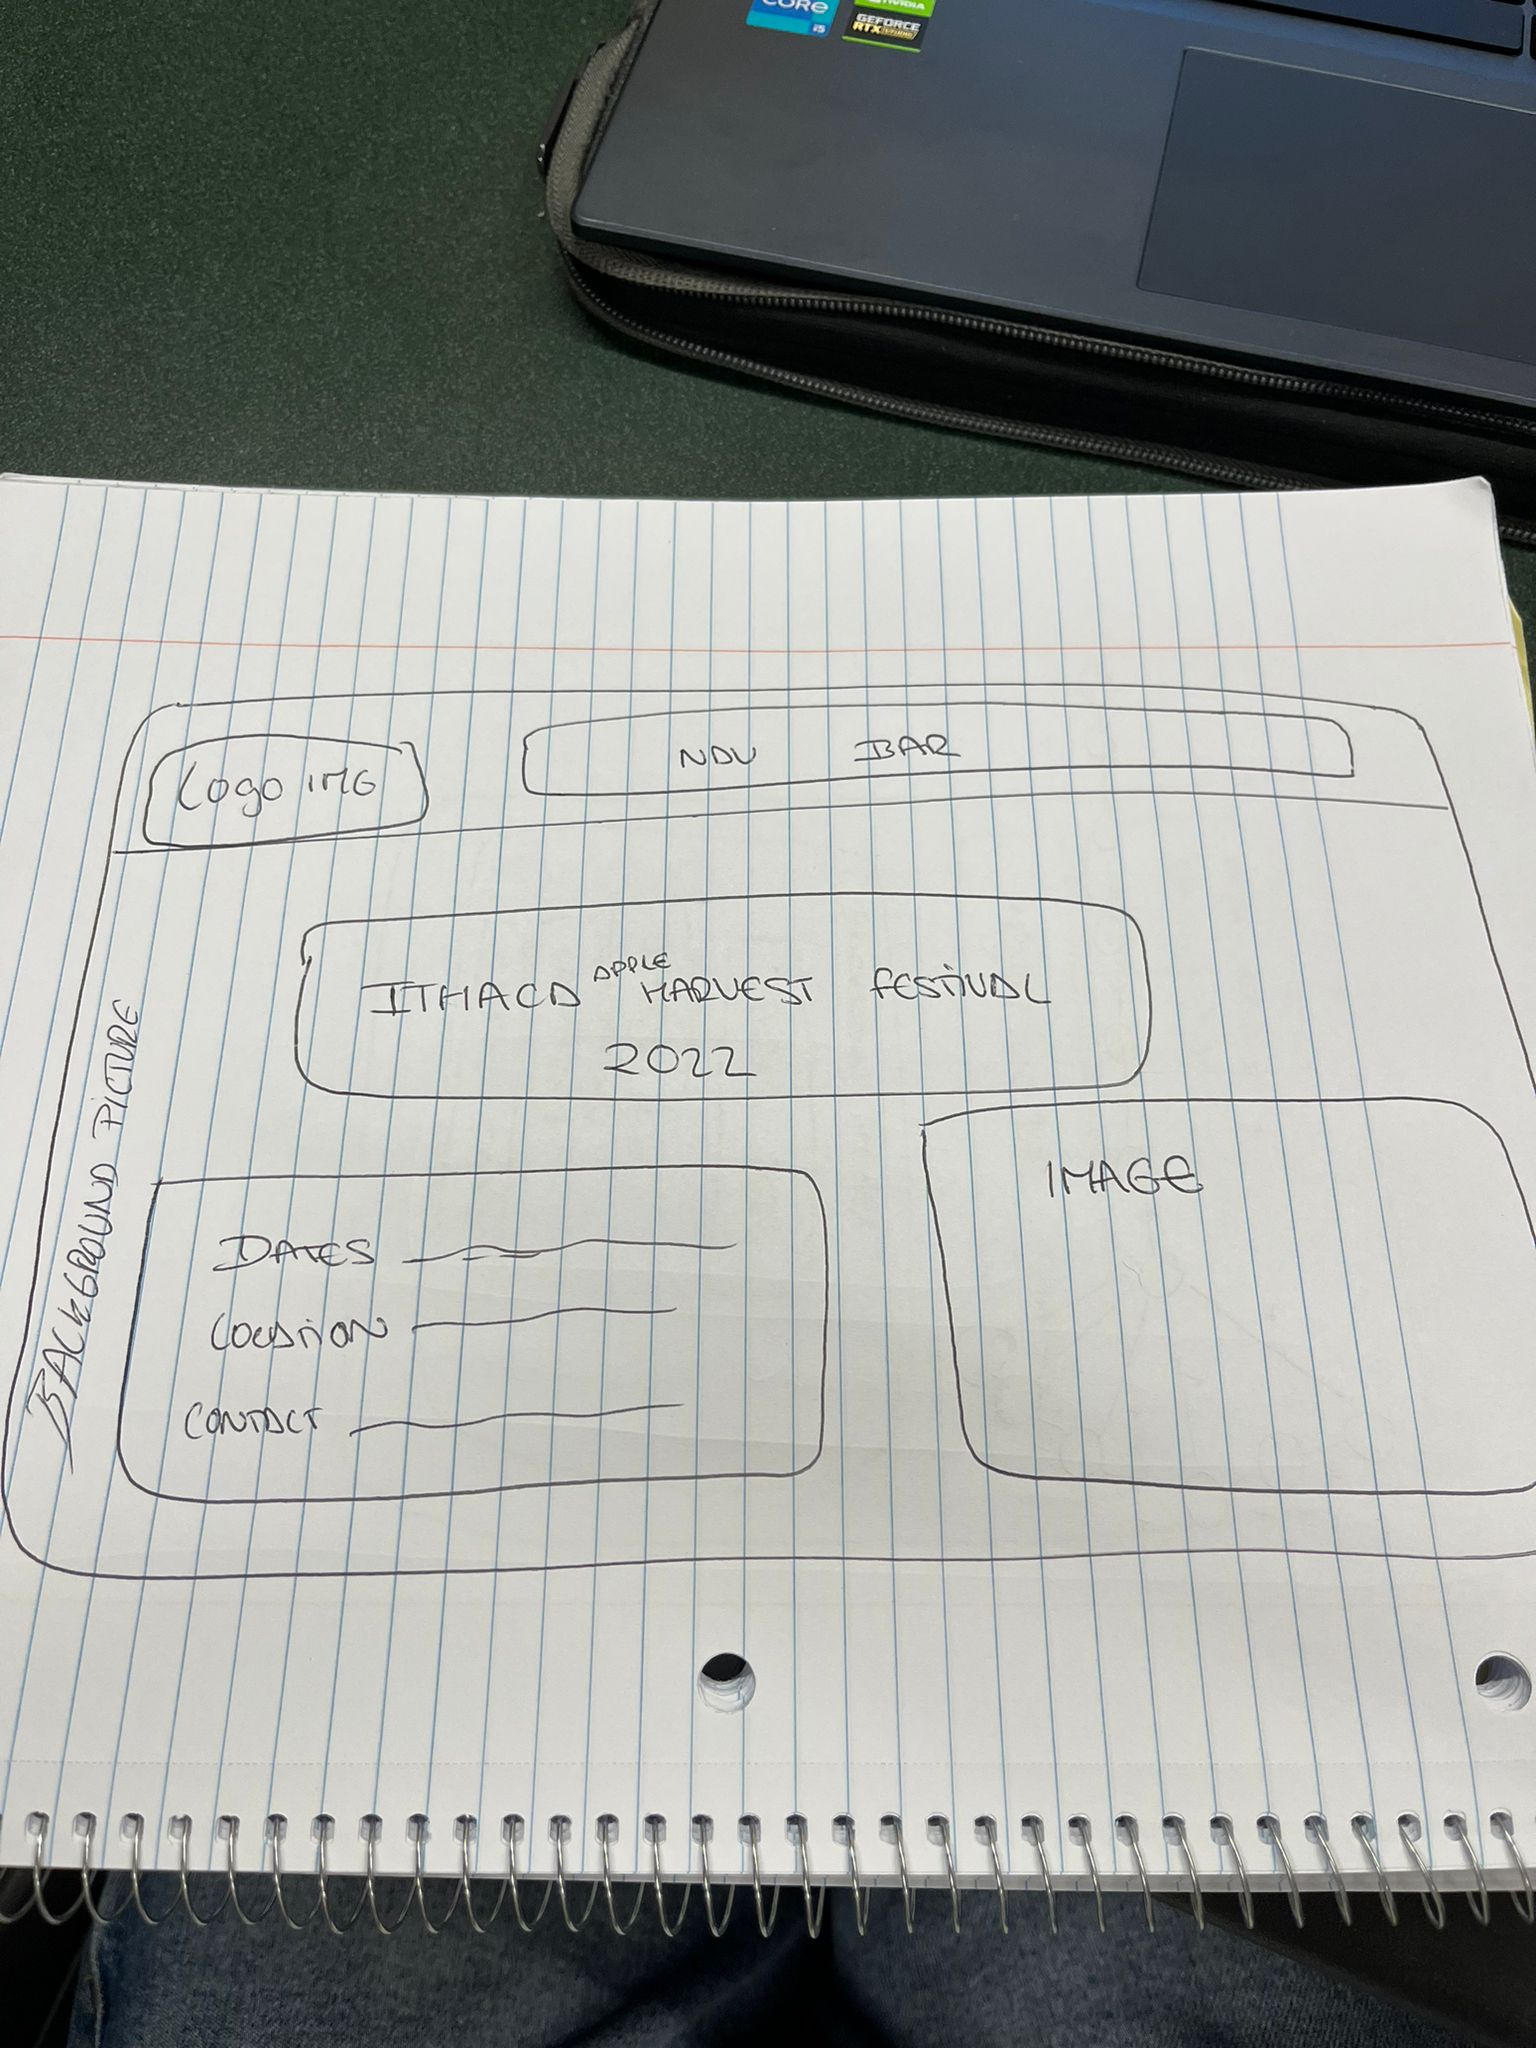 CORE i5
NVIDIA
GEFORCE
RTX STUDIO
Logo IMG
NAV BAR
ITHACA APPLE HARVEST FESTIVAL
2022
BACKGROUND PICTURE
IMAGE
DATES
LOCATION
CONTACT